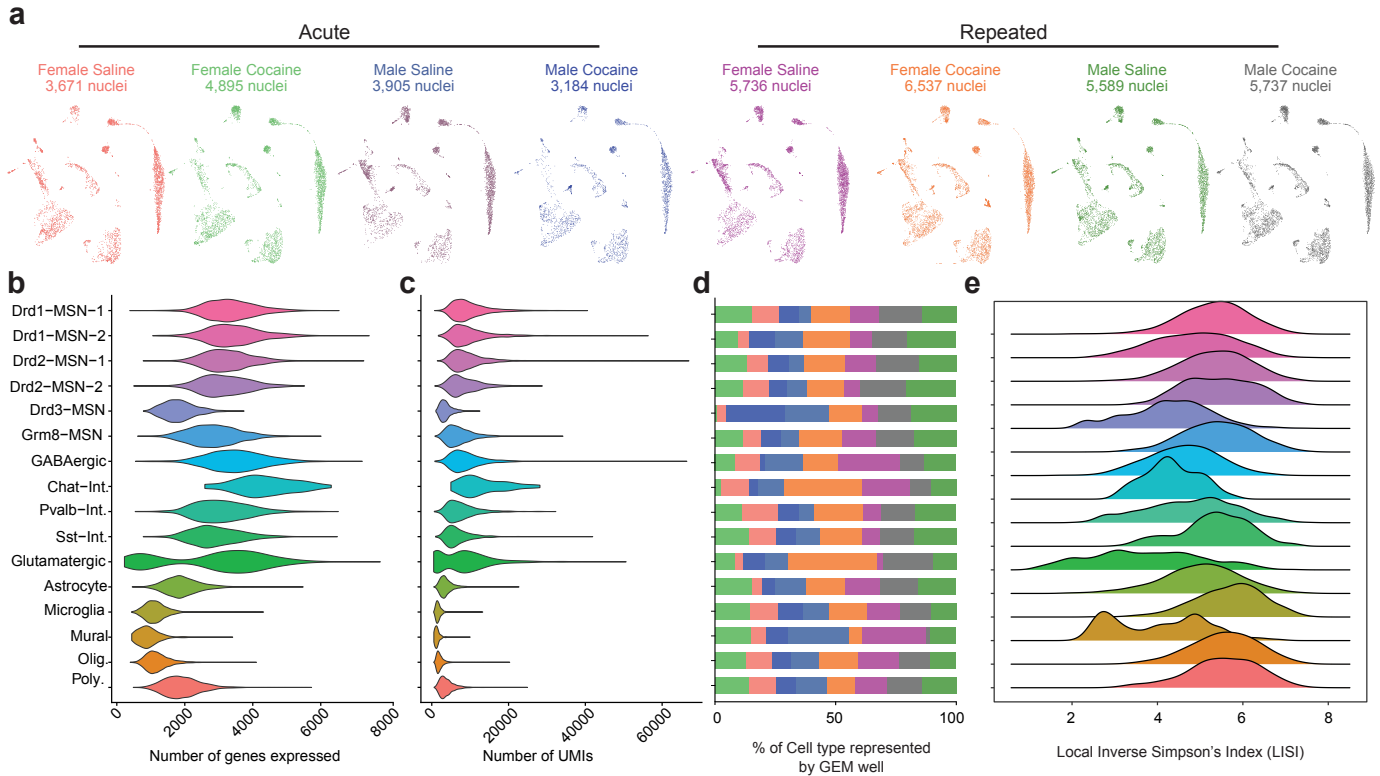 a
Acute
Repeated
Female Saline
3,671 nuclei
Female Cocaine
4,895 nuclei
Male Saline
3,905 nuclei
Male Cocaine
3,184 nuclei
Female Saline
5,736 nuclei
Female Cocaine
6,537 nuclei
Male Saline
5,589 nuclei
Male Cocaine
5,737 nuclei
b
c
d
e
Drd1−MSN−1
Drd1−MSN−2
Drd2−MSN−1
Drd2−MSN−2
Drd3−MSN
Grm8−MSN
GABAergic
Chat−Int.
Pvalb−Int.
Sst−Int.
Glutamatergic
Astrocyte
Microglia
Mural
Olig.
Poly.
0 2000 4000 6000 8000
Number of genes expressed
0 20000 40000 60000
Number of UMIs
0 50 100
% of Cell type represented
by GEM well
2 4 6 8
Local Inverse Simpson's Index (LISI)